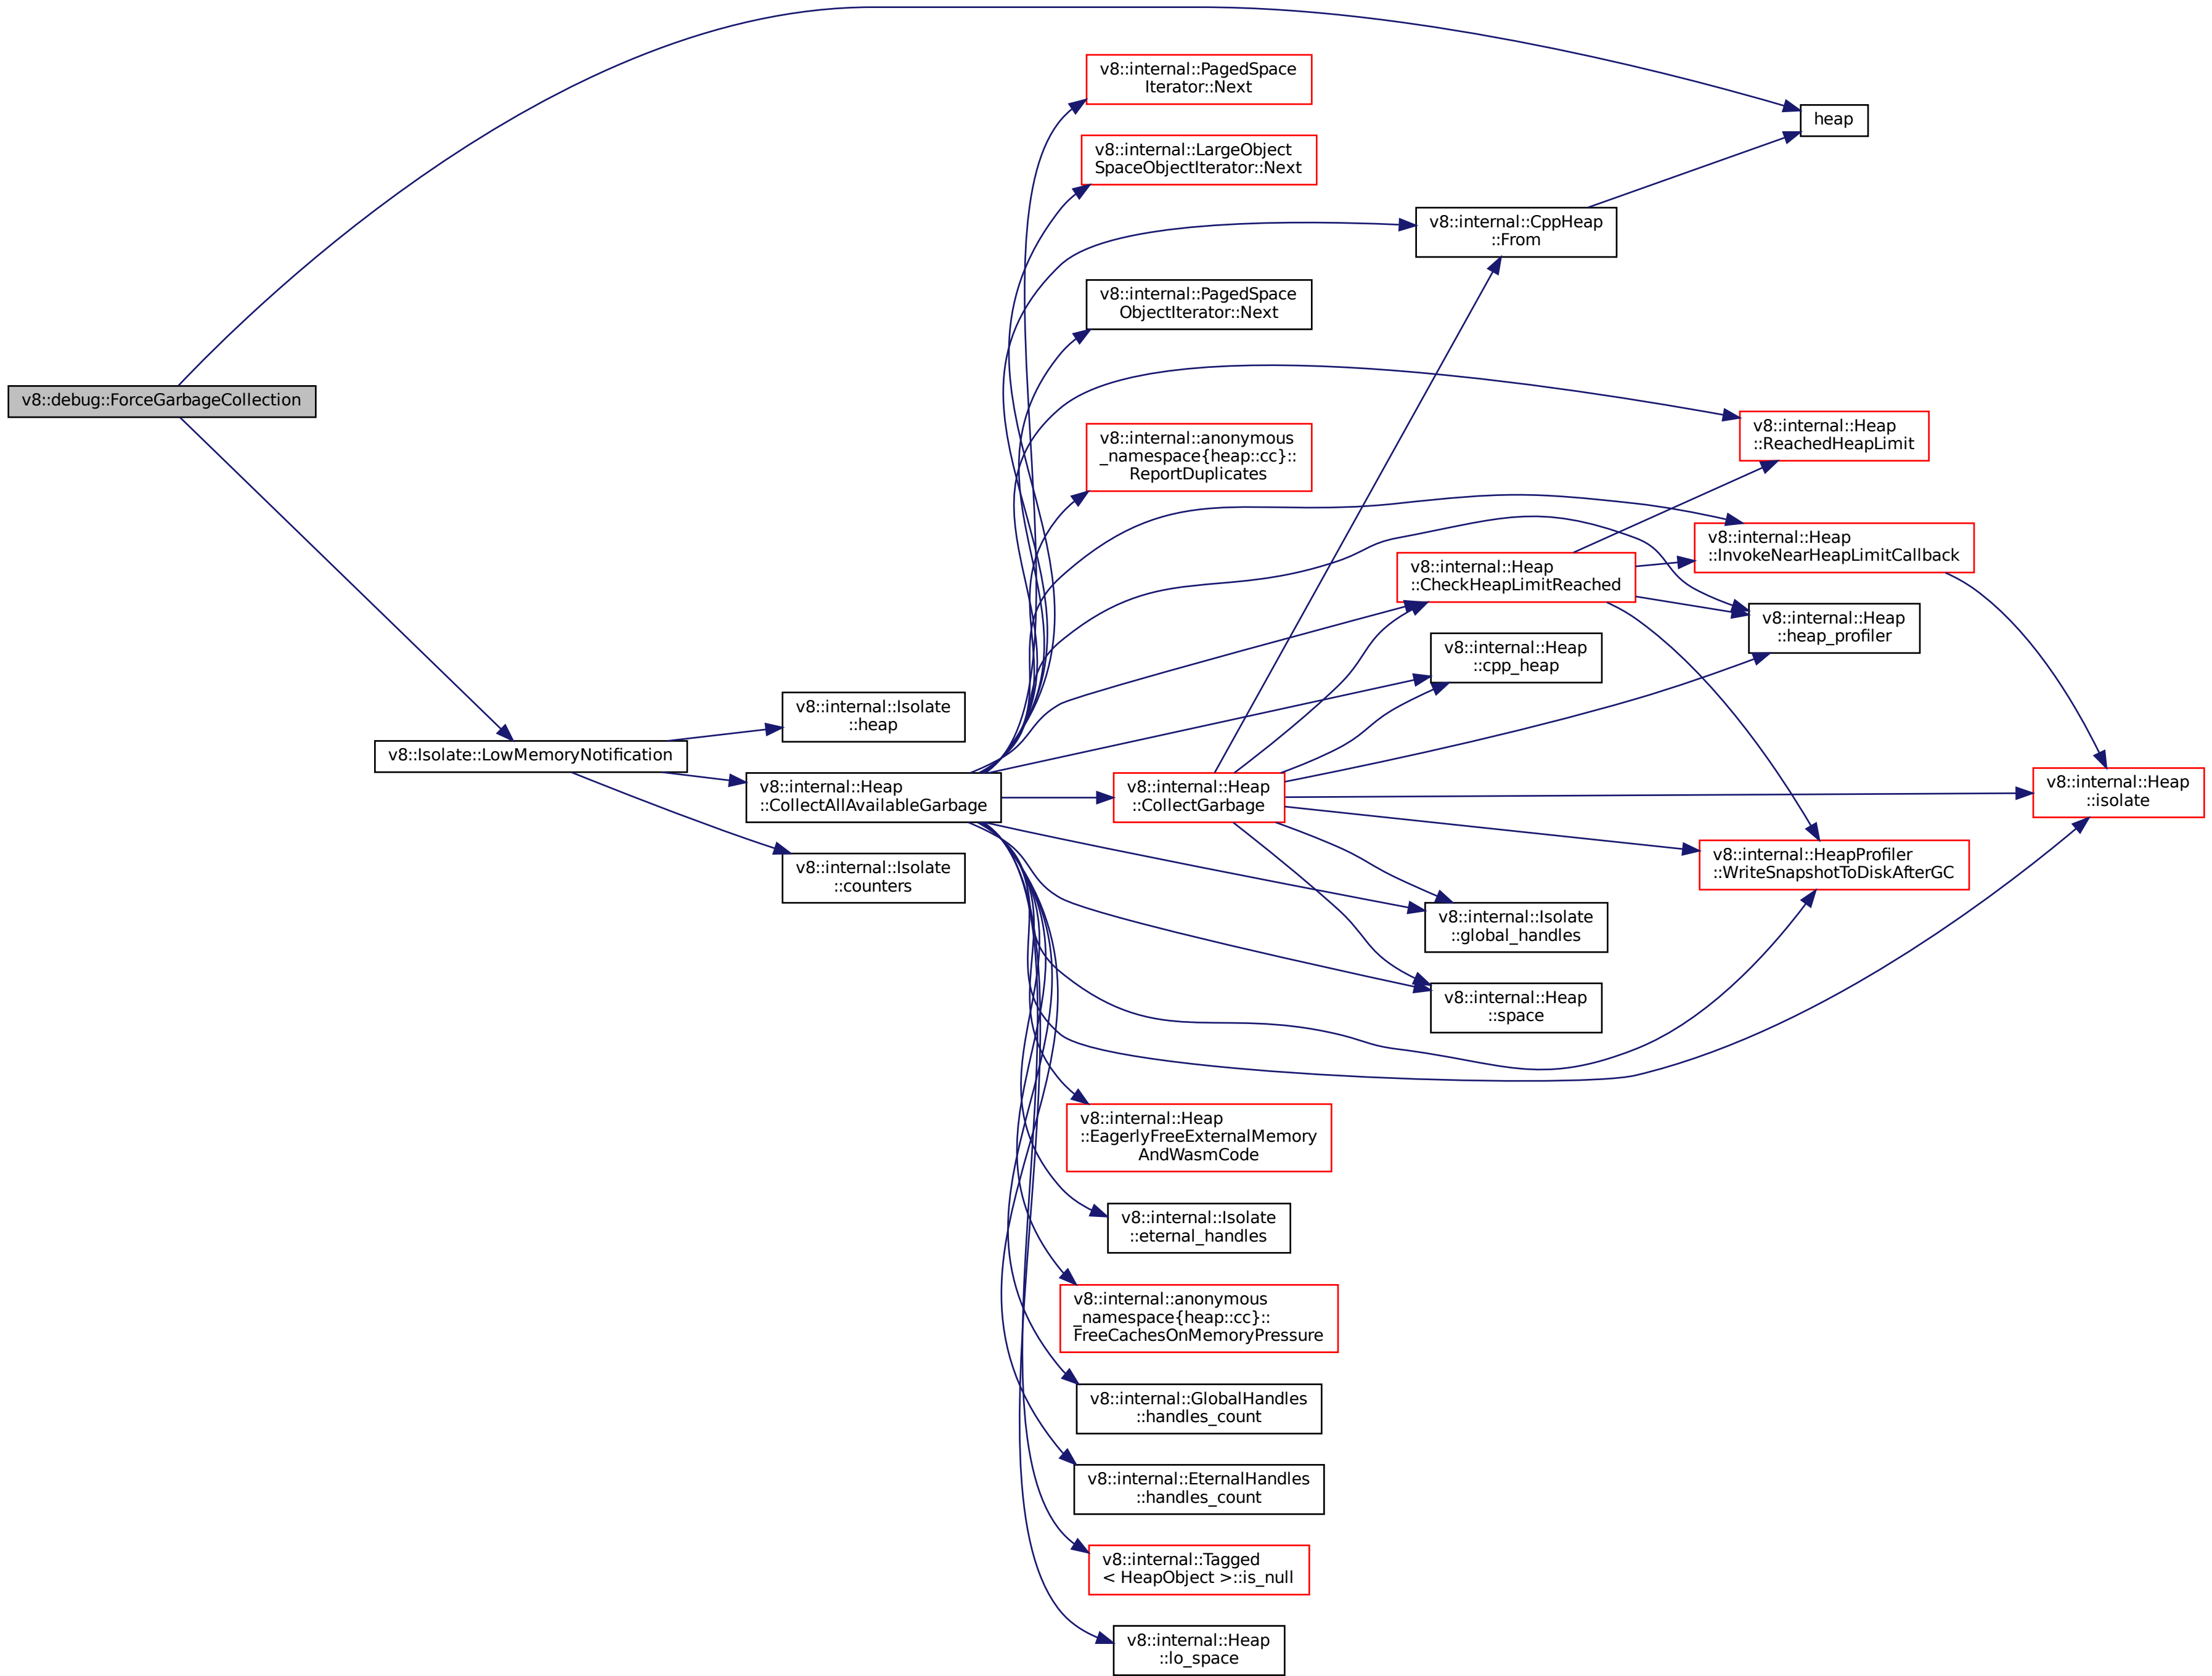 v8::debug::ForceGarbageCollection
v8::Isolate::LowMemoryNotification
v8::internal::Isolate
::heap
v8::internal::Heap
::CollectAllAvailableGarbage
v8::internal::Isolate
::counters
v8::internal::PagedSpace
Iterator::Next
v8::internal::LargeObject
SpaceObjectIterator::Next
v8::internal::PagedSpace
ObjectIterator::Next
v8::internal::anonymous
_namespace{heap::cc}::
ReportDuplicates
v8::internal::Heap
::CollectGarbage
v8::internal::Heap
::EagerlyFreeExternalMemory
AndWasmCode
v8::internal::Isolate
::eternal_handles
v8::internal::anonymous
_namespace{heap::cc}::
FreeCachesOnMemoryPressure
v8::internal::GlobalHandles
::handles_count
v8::internal::EternalHandles
::handles_count
v8::internal::Tagged
< HeapObject >::is_null
v8::internal::Heap
::lo_space
v8::internal::CppHeap
::From
v8::internal::Heap
::CheckHeapLimitReached
v8::internal::Heap
::cpp_heap
v8::internal::Isolate
::global_handles
v8::internal::Heap
::space
heap
v8::internal::Heap
::ReachedHeapLimit
v8::internal::Heap
::InvokeNearHeapLimitCallback
v8::internal::Heap
::heap_profiler
v8::internal::HeapProfiler
::WriteSnapshotToDiskAfterGC
v8::internal::Heap
::isolate